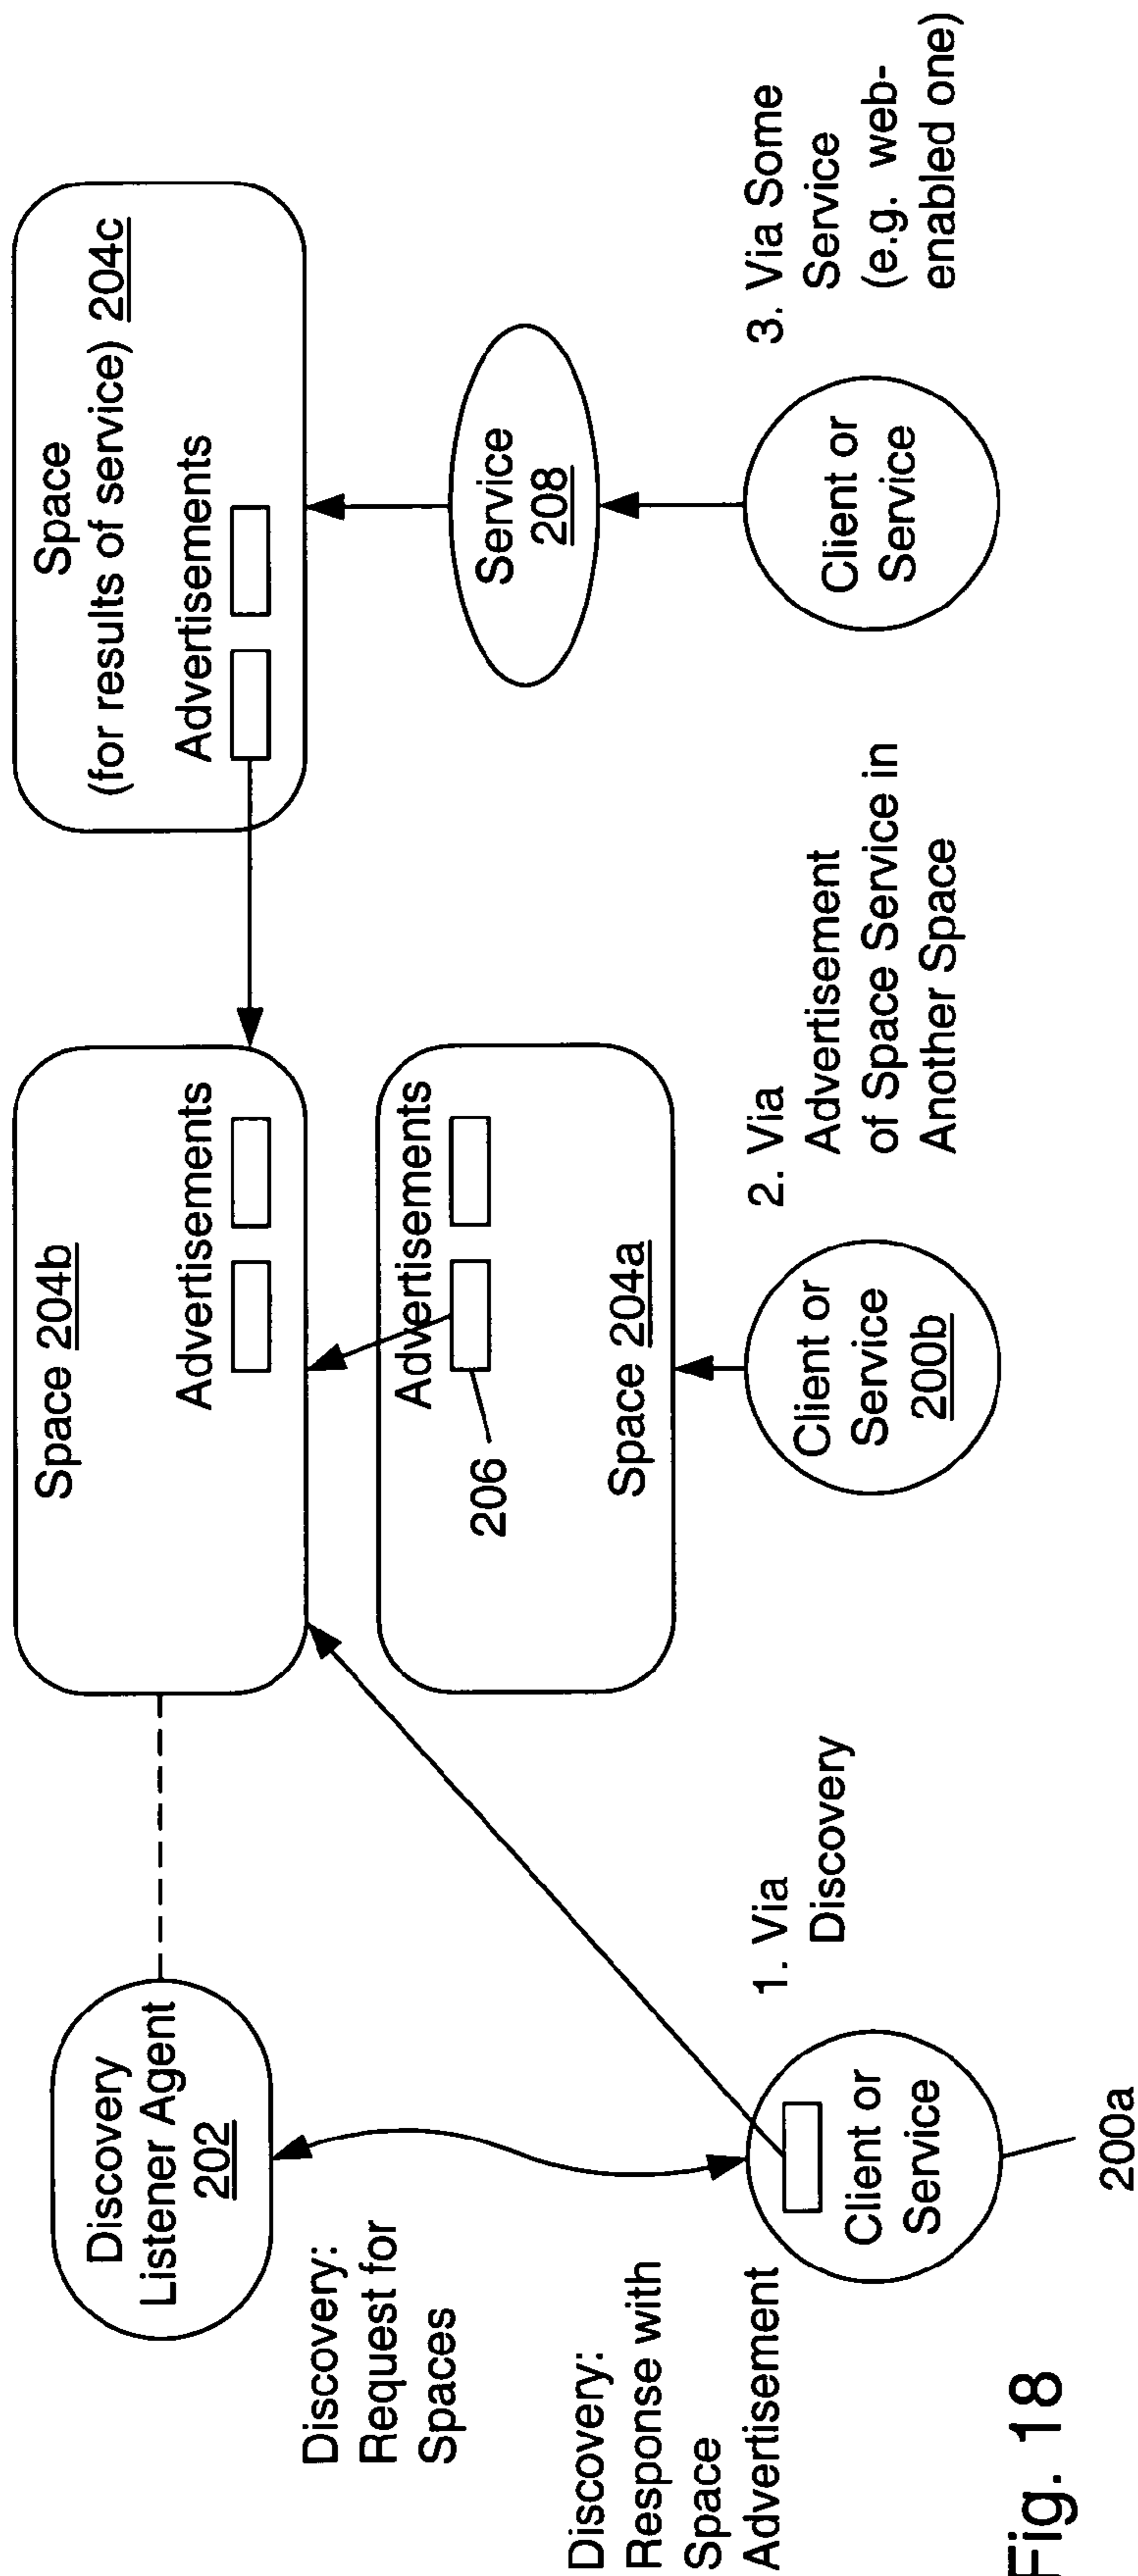 Discovery
Listener Agent
202
Discovery:
Request for
Spaces
Discovery:
Response with
Space
Advertisement
Client or
Service
200a
1. Via
Discovery
Space 204b
Advertisements
Advertisements
206
Space 204a
Client or
Service
200b
2. Via
Advertisement
of Space Service in
Another Space
Space
(for results of service) 204c
Advertisements
Service
208
Client or
Service
3. Via Some
Service
(e.g. web-
enabled one)
Fig. 18